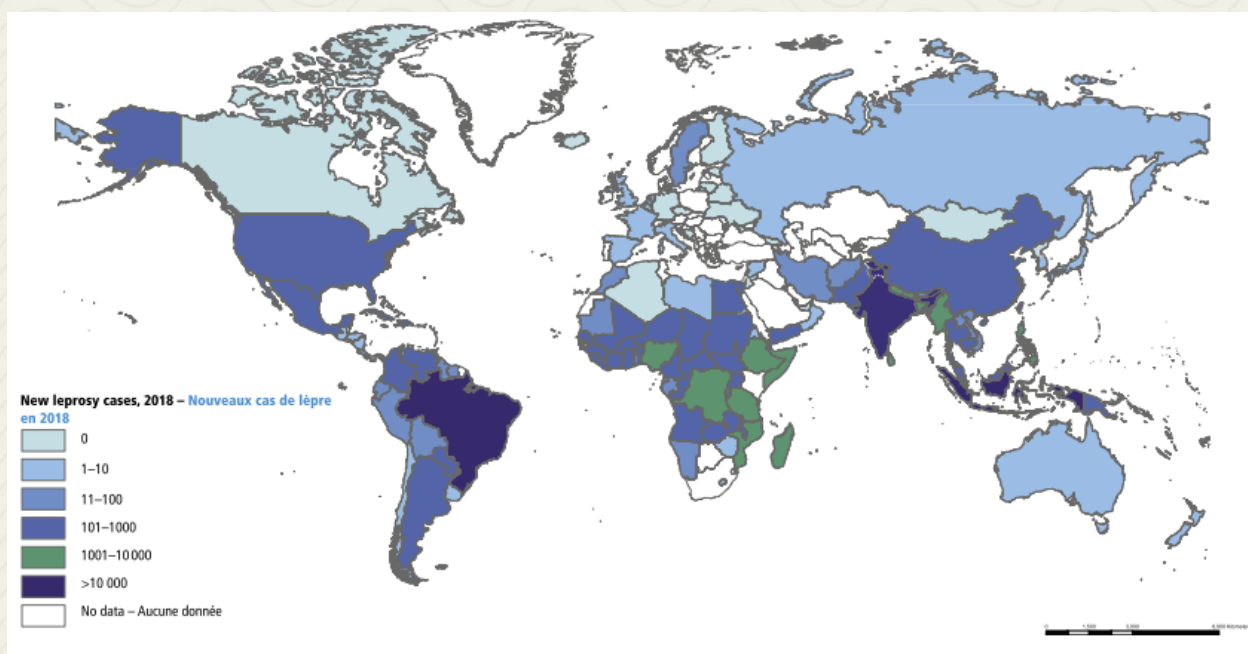 New leprosy cases, 2018 – Nouveaux cas de lèpre
en 2018
0
1–10
11–100
101–1000
1001–10 000
>10 000
No data – Aucune donnée